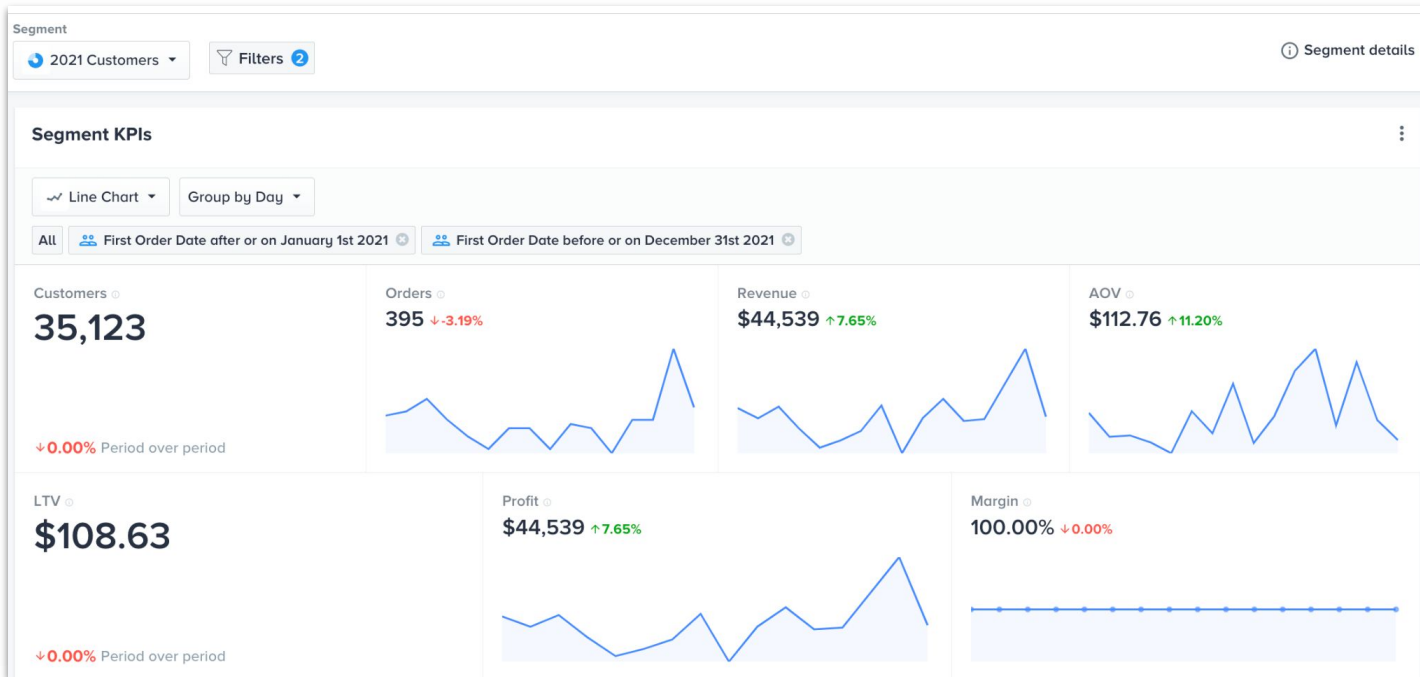 Segment
2021 Customers
Filters 2
Segment details
Segment KPIs
Line Chart
Group by Day
All
First Order Date after or on January 1st 2021
First Order Date before or on December 31st 2021
Customers
35,123
↓0.00% Period over period
Orders
395 ↓-3.19%
Revenue
$44,539 ↑7.65%
AOV
$112.76 ↑11.20%
LTV
$108.63
↓0.00% Period over period
Profit
$44,539 ↑7.65%
Margin
100.00% ↓0.00%